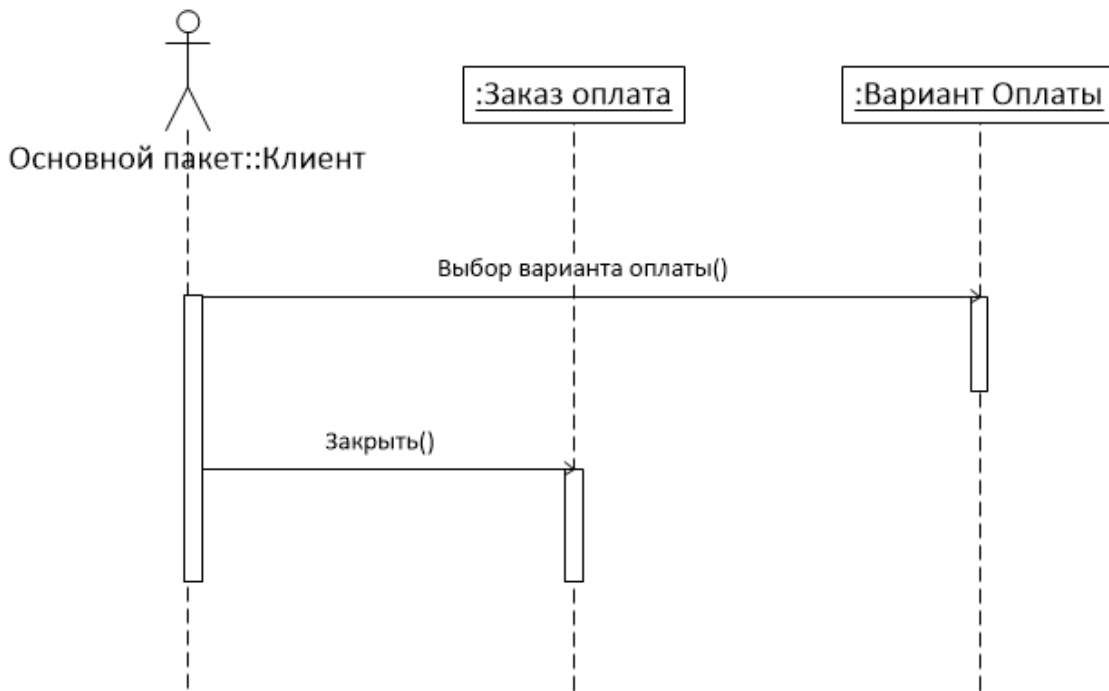 :Заказ оплата
:Вариант Оплаты
Основной пакет::Клиент
Выбор варианта оплаты()
Закрыть()